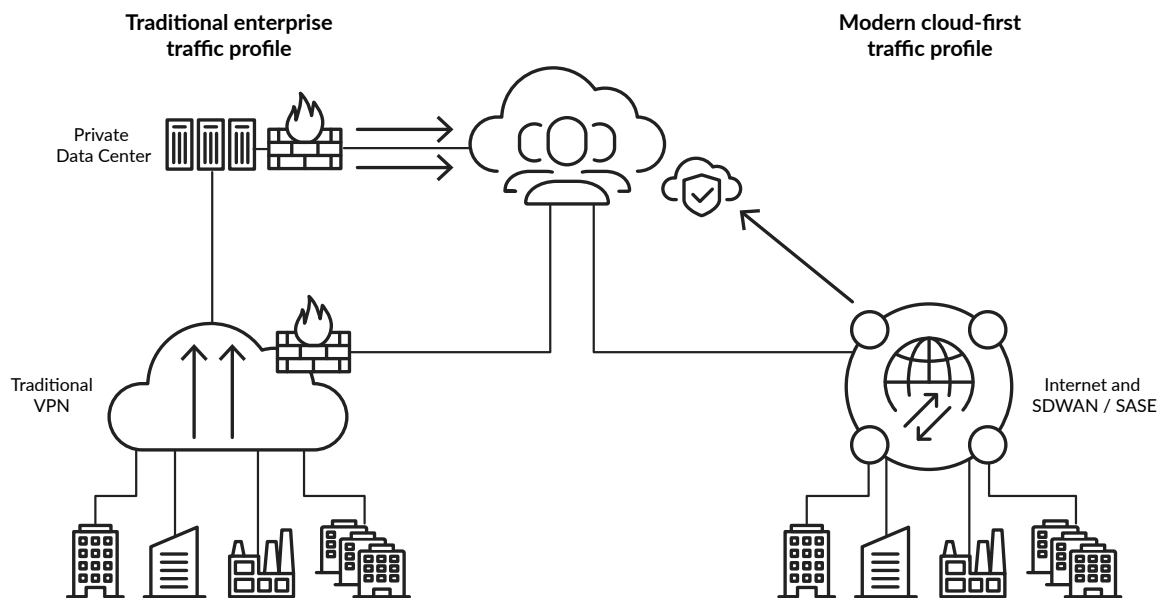 Traditional enterprise
traffic profile
Modern cloud-first
traffic profile
Private
Data Center
Traditional
VPN
Internet and
SDWAN / SASE